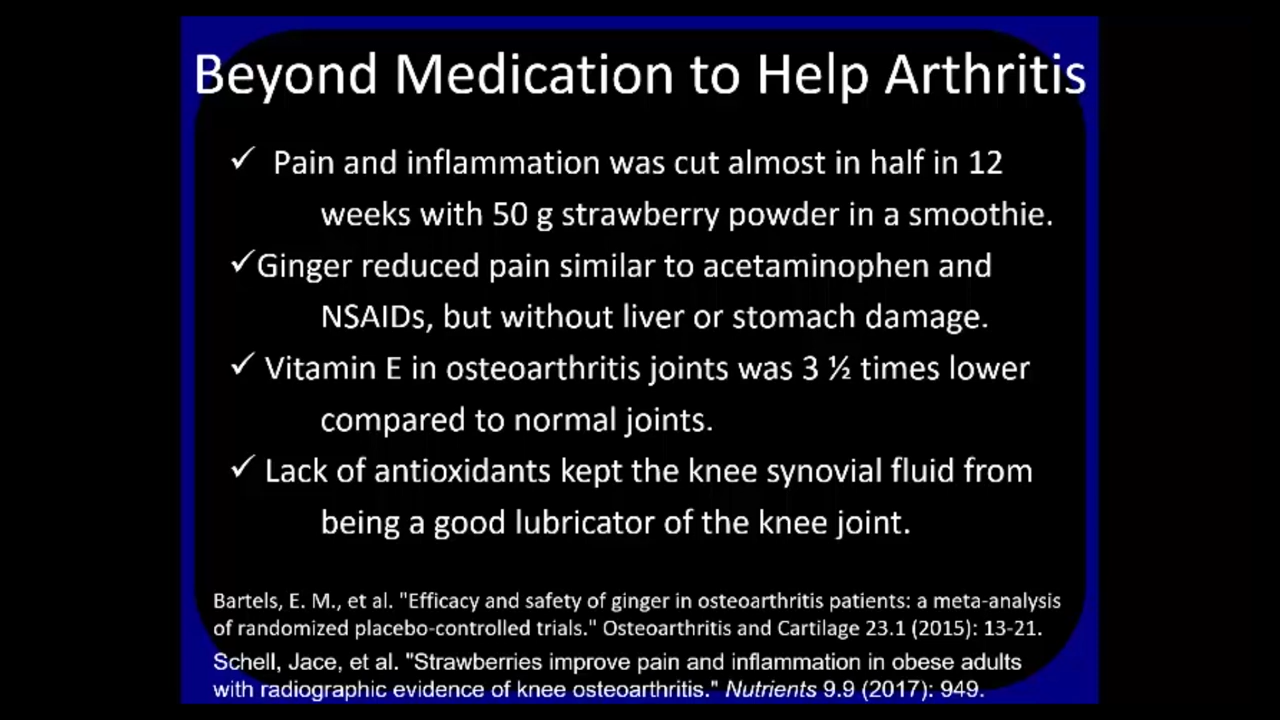 Beyond Medication to Help Arthritis
✓ Pain and inflammation was cut almost in half in 12
weeks with 50 g strawberry powder in a smoothie.
✓Ginger reduced pain similar to acetaminophen and
NSAIDs, but without liver or stomach damage.
✓ Vitamin E in osteoarthritis joints was 3 ½ times lower
compared to normal joints.
✓ Lack of antioxidants kept the knee synovial fluid from
being a good lubricator of the knee joint.
Bartels, E. M., et al. "Efficacy and safety of ginger in osteoarthritis patients: a meta-analysis
of randomized placebo-controlled trials." Osteoarthritis and Cartilage 23.1 (2015): 13-21.
Schell, Jace, et al. "Strawberries improve pain and inflammation in obese adults
with radiographic evidence of knee osteoarthritis." Nutrients 9.9 (2017): 949.